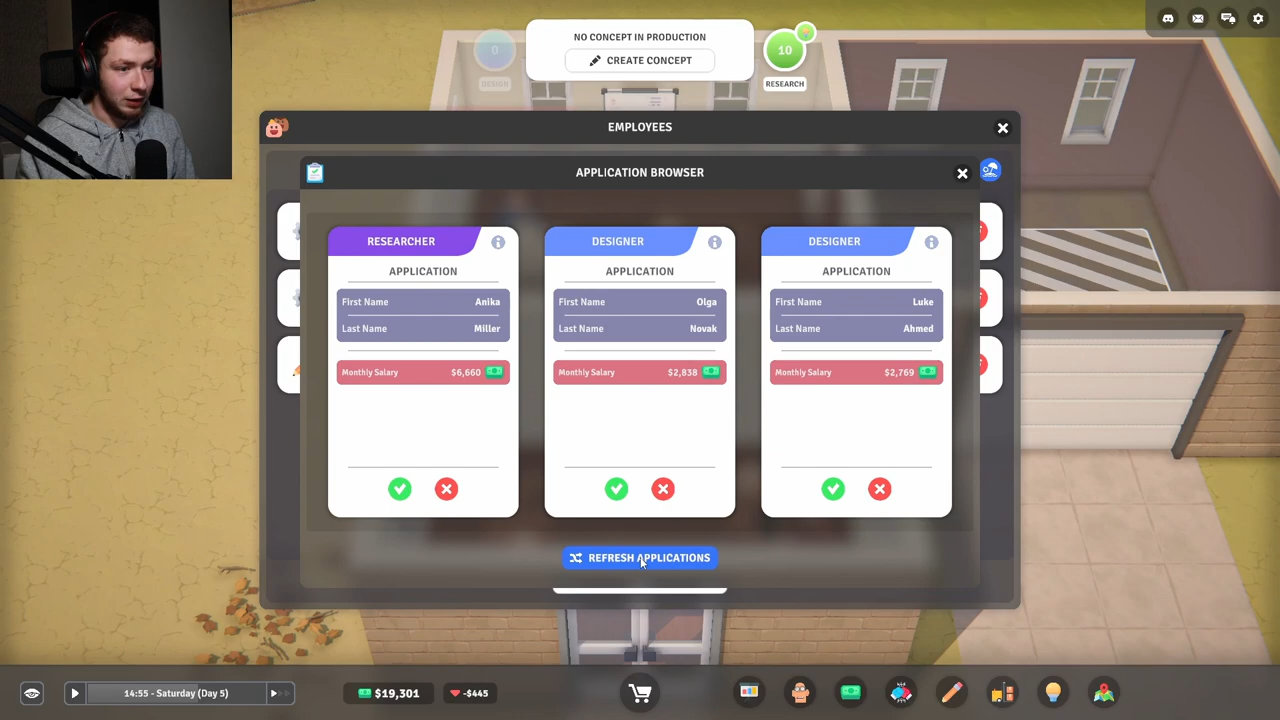 NO CONCEPT IN PRODUCTION
CREATE CONCEPT
0
DESIGN
10
RESEARCH
EMPLOYEES
APPLICATION BROWSER
RESEARCHER
APPLICATION
First Name Anika
Last Name Miller
Monthly Salary $6,660
DESIGNER
APPLICATION
First Name Olga
Last Name Novak
Monthly Salary $2,838
DESIGNER
APPLICATION
First Name Luke
Last Name Ahmed
Monthly Salary $2,769
REFRESH APPLICATIONS
14:55 - Saturday (Day 5)
$19,301
-$445